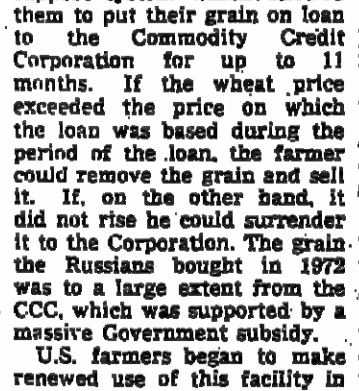 them to put their grain on loan
to the Commodity Credit
Corporation for up to 11
months. If the wheat price
exceeded the price on which
the loan was based during the
period of the loan, the farmer
could remove the grain and sell
it. If, on the other hand, it
did not rise he could surrender
it to the Corporation. The grain
the Russians bought in 1972
was to a large extent from the
CCC, which was supported by a
massive Government subsidy.
U.S. farmers began to make
renewed use of this facility in